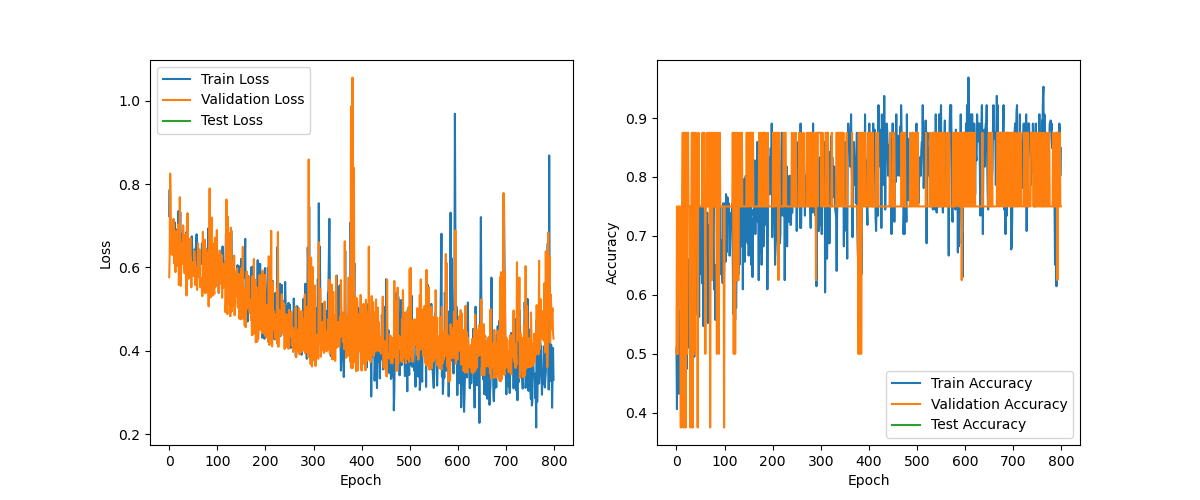 Train Loss
Validation Loss
Test Loss
1.0
0.8
0.6
0.4
0.2
Loss
0 100 200 300 400 500 600 700 800
Epoch
0.9
0.8
0.7
0.6
0.5
0.4
Accuracy
Train Accuracy
Validation Accuracy
Test Accuracy
0 100 200 300 400 500 600 700 800
Epoch